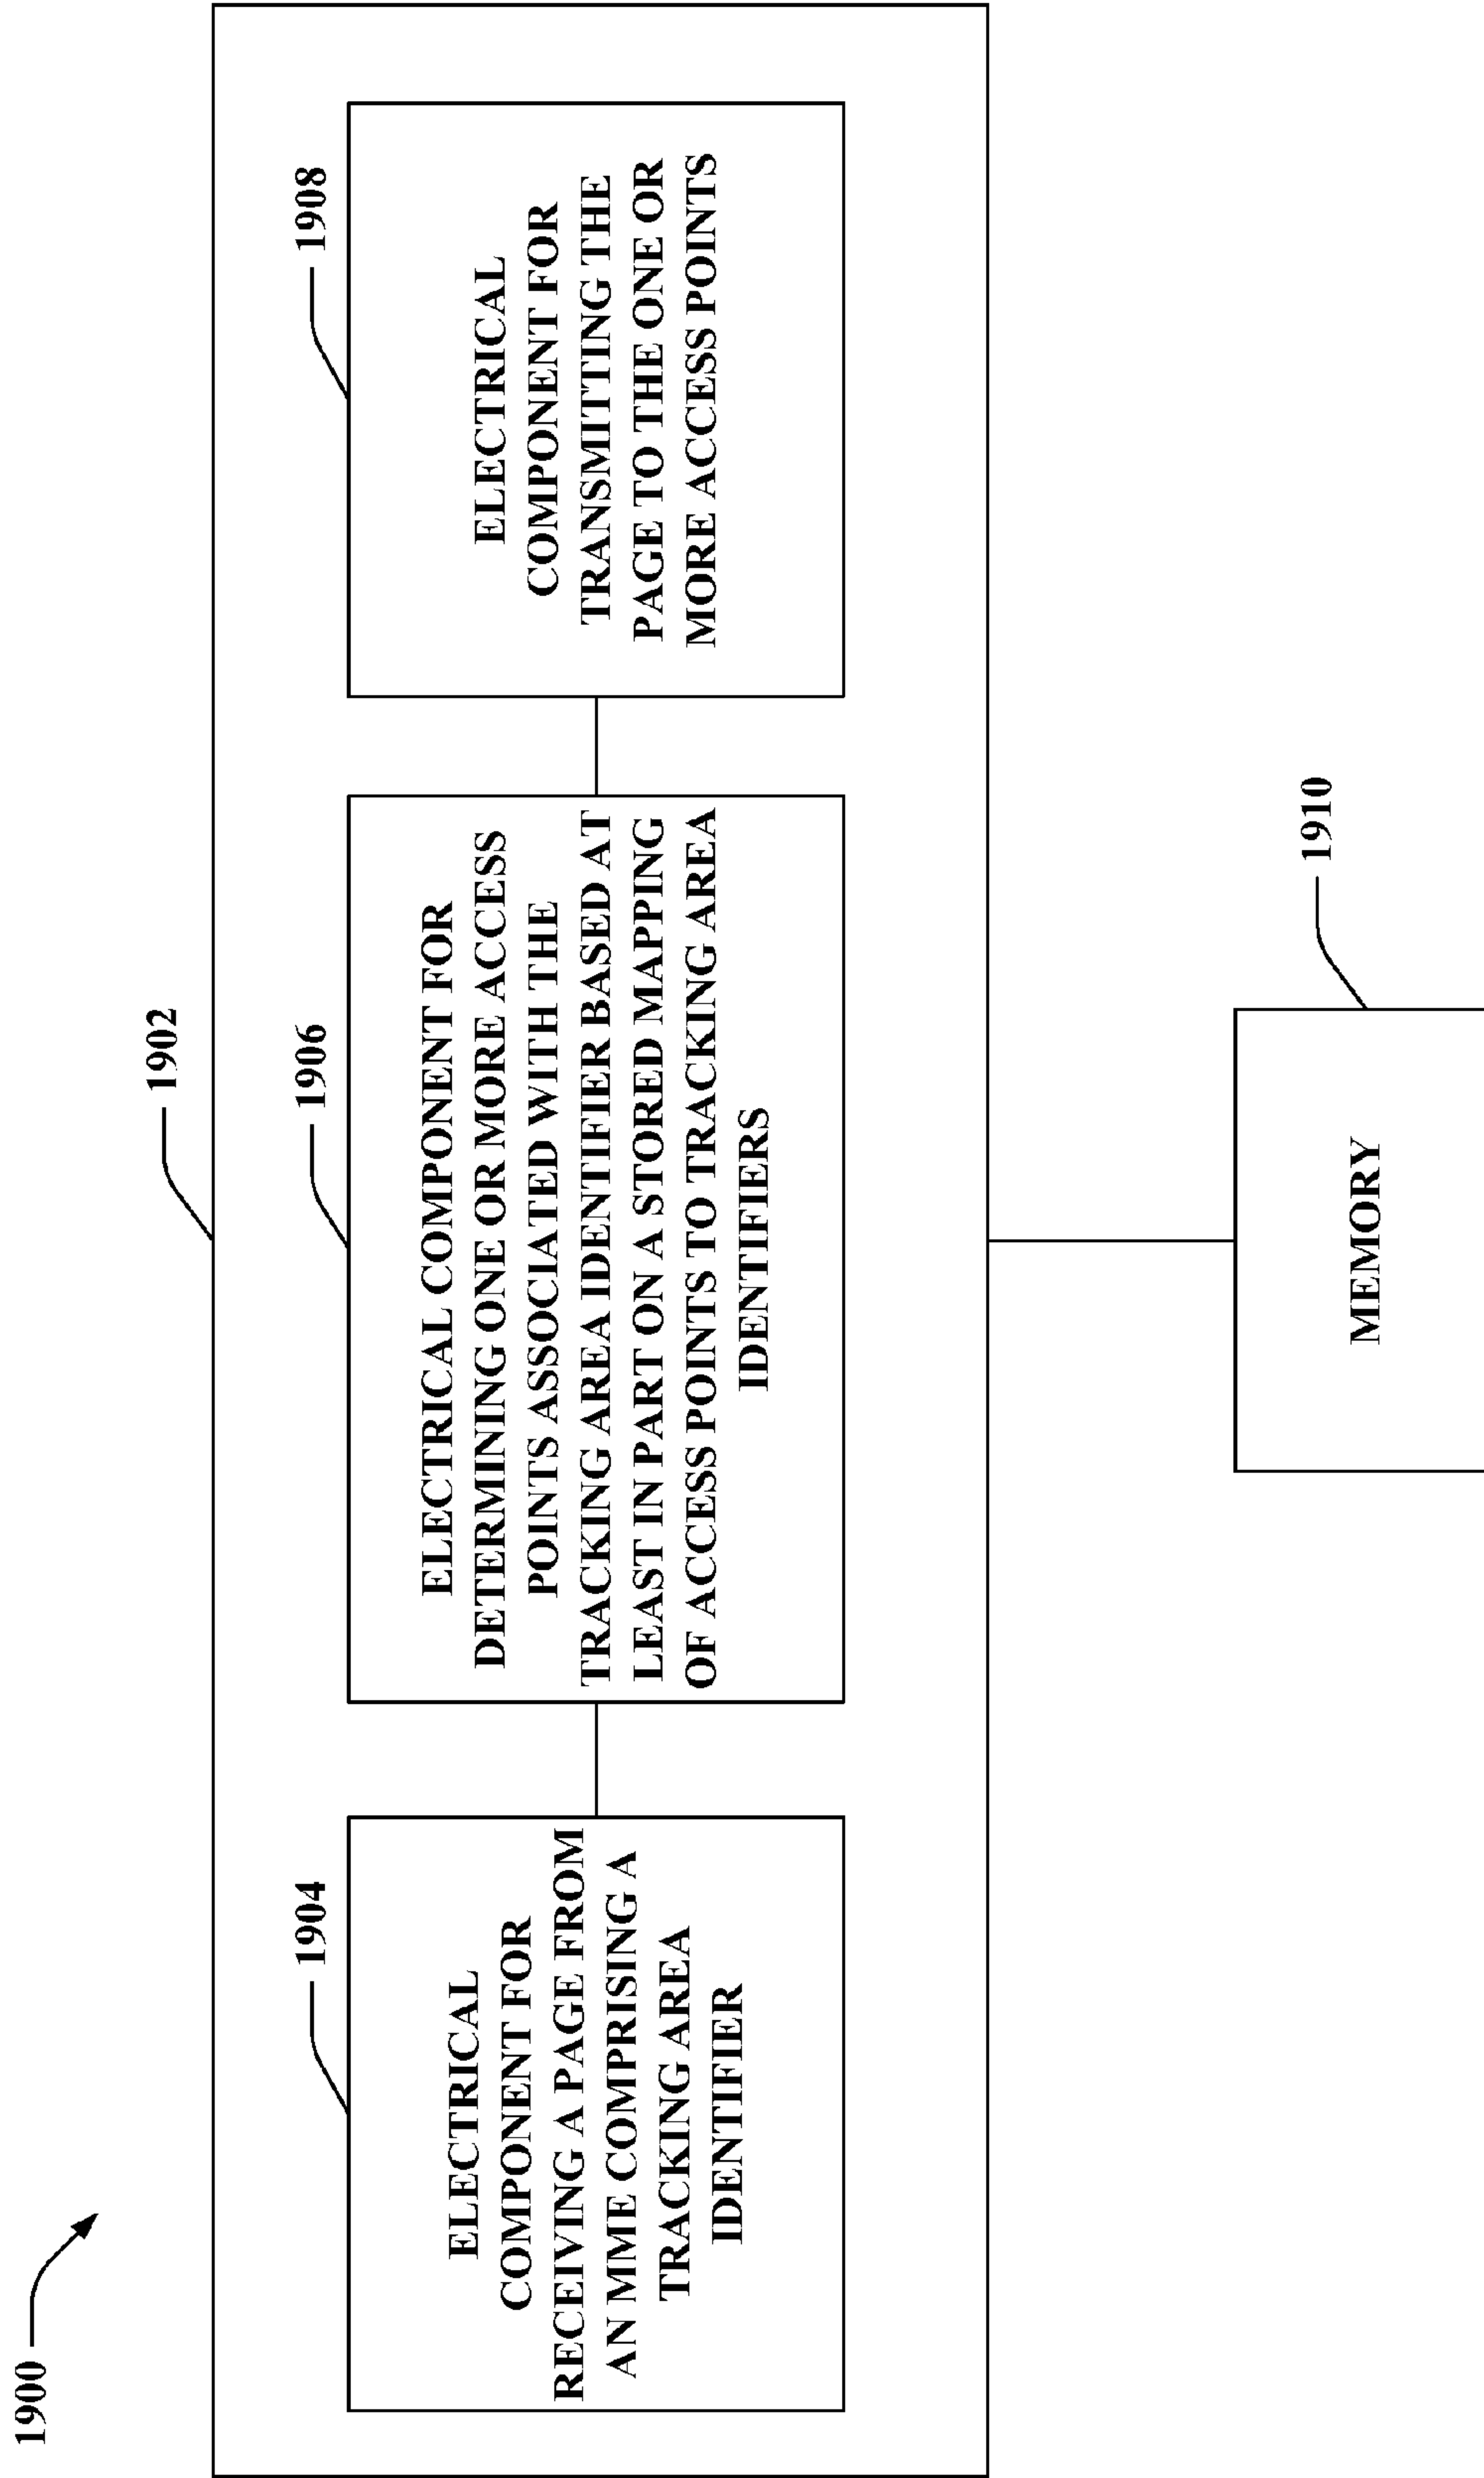 1900
1902
1904
ELECTRICAL
COMPONENT FOR
RECEIVING A PAGE FROM
AN MME COMPRISING A
TRACKING AREA
IDENTIFIER
1906
ELECTRICAL COMPONENT FOR
DETERMINING ONE OR MORE ACCESS
POINTS ASSOCIATED WITH THE
TRACKING AREA IDENTIFIER BASED AT
LEAST IN PART ON A STORED MAPPING
OF ACCESS POINTS TO TRACKING AREA
IDENTIFIERS
1908
ELECTRICAL
COMPONENT FOR
TRANSMITTING THE
PAGE TO THE ONE OR
MORE ACCESS POINTS
1910
MEMORY